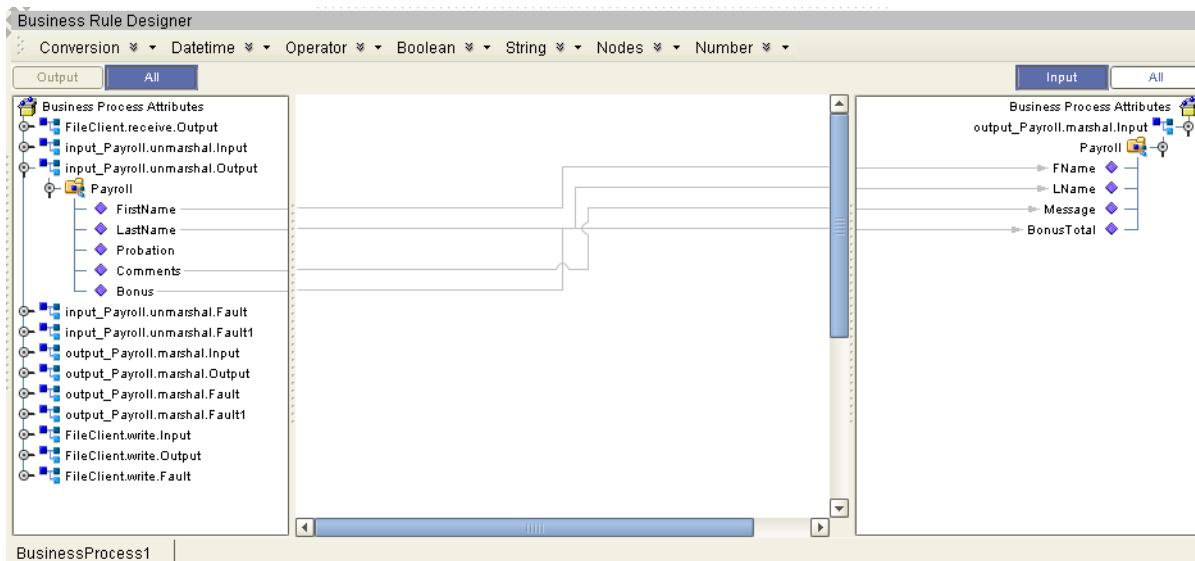 Business Rule Designer
Conversion Datetime Operator Boolean String Nodes Number
Output All Input All
Business Process Attributes
FileClient.receive.Output
input_Payroll.unmarshal.Input
input_Payroll.unmarshal.Output
Payroll
FirstName
LastName
Probation
Comments
Bonus
input_Payroll.unmarshal.Fault
input_Payroll.unmarshal.Fault1
output_Payroll.marshal.Input
output_Payroll.marshal.Output
output_Payroll.marshal.Fault
output_Payroll.marshal.Fault1
FileClient.write.Input
FileClient.write.Output
FileClient.write.Fault
Business Process Attributes
output_Payroll.marshal.Input
Payroll
FName
LName
Message
BonusTotal
BusinessProcess1